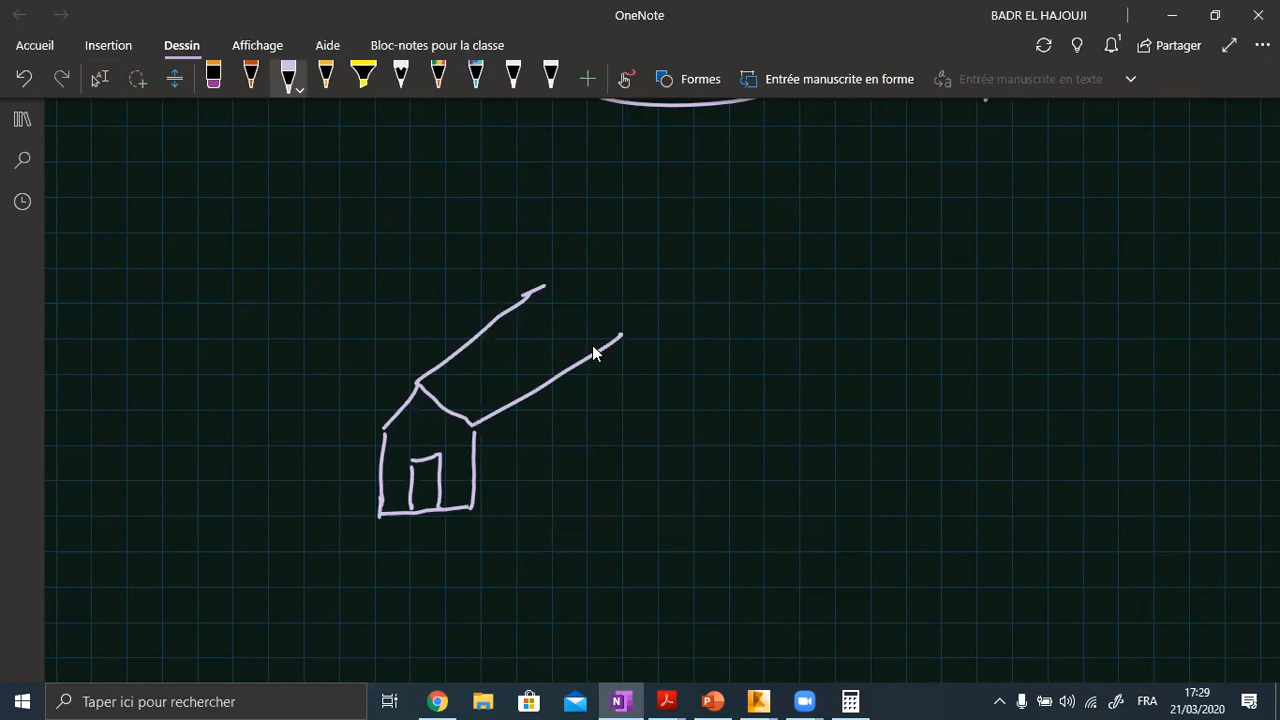 OneNote
BADR EL HAJOUJI
Accueil
Insertion
Dessin
Affichage
Aide
Bloc-notes pour la classe
Partager
Formes
Entrée manuscrite en forme
Entrée manuscrite en texte
Taper ici pour rechercher
FRA
17:29
21/03/2020